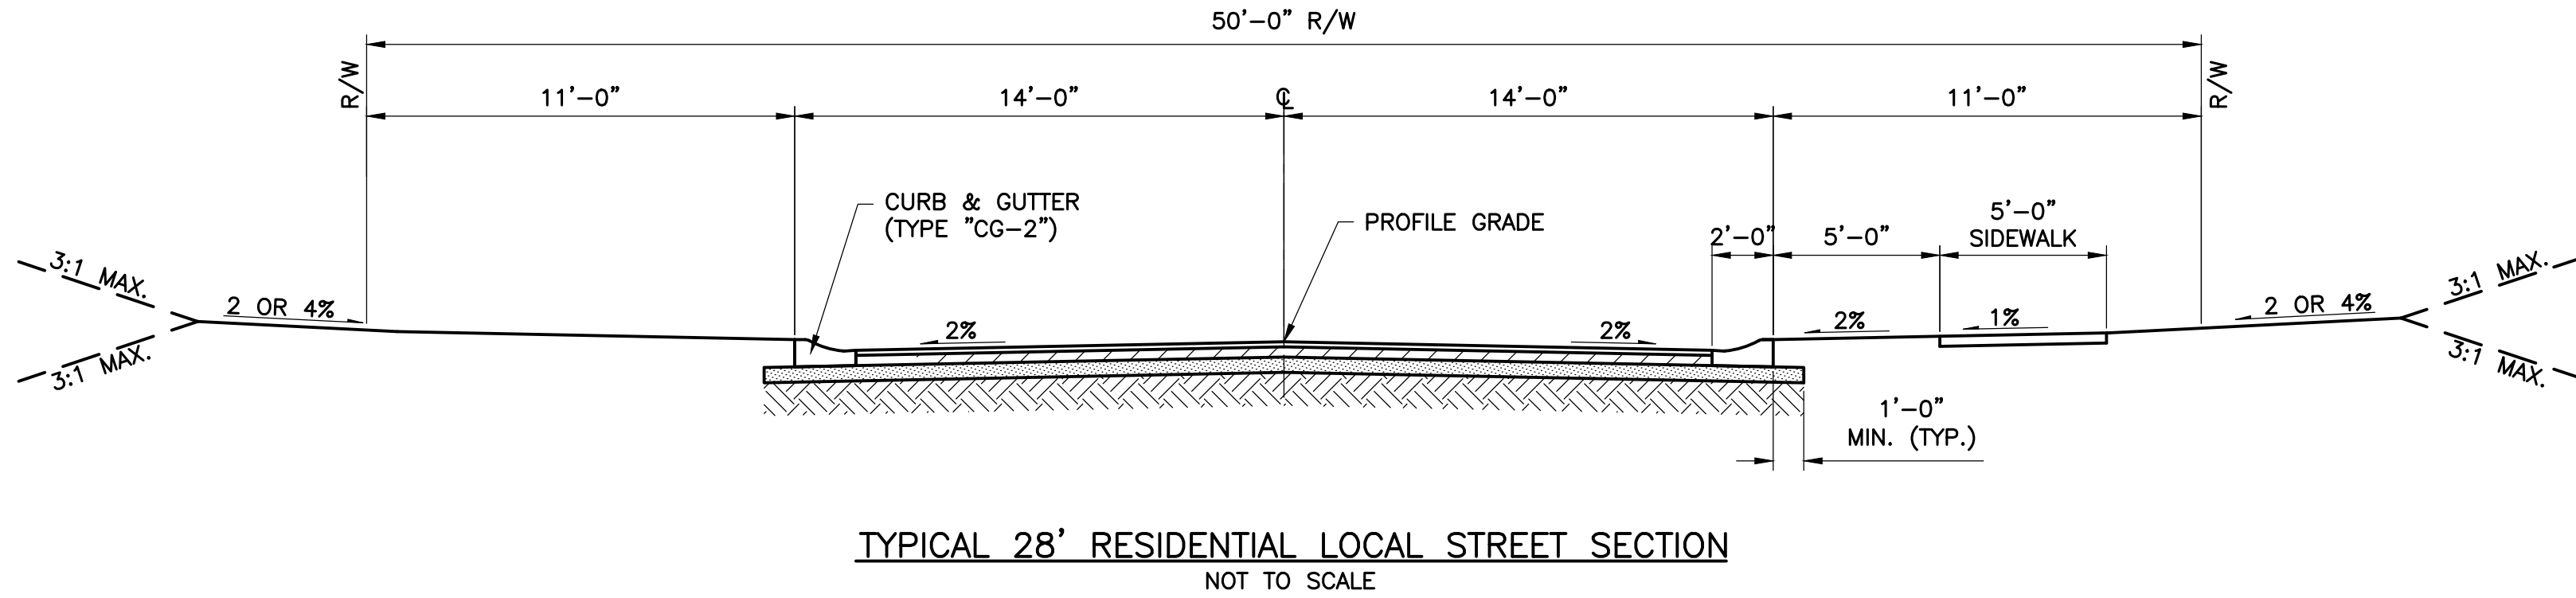 50'-0" R/W
R/W
R/W
11'-0"
14'-0"
℄
14'-0"
11'-0"
CURB & GUTTER
(TYPE "CG-2")
PROFILE GRADE
2'-0"
5'-0"
5'-0"
SIDEWALK
3:1 MAX.
3:1 MAX.
2 OR 4%
2%
2%
2%
1%
2 OR 4%
3:1 MAX.
3:1 MAX.
1'-0"
MIN. (TYP.)
TYPICAL 28' RESIDENTIAL LOCAL STREET SECTION
NOT TO SCALE